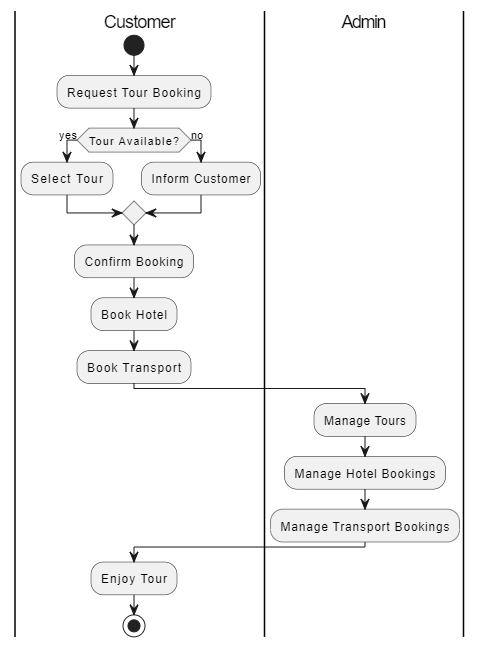 Customer
Admin
Request Tour Booking
yes
Tour Available?
no
Select Tour
Inform Customer
Confirm Booking
Book Hotel
Book Transport
Manage Tours
Manage Hotel Bookings
Manage Transport Bookings
Enjoy Tour